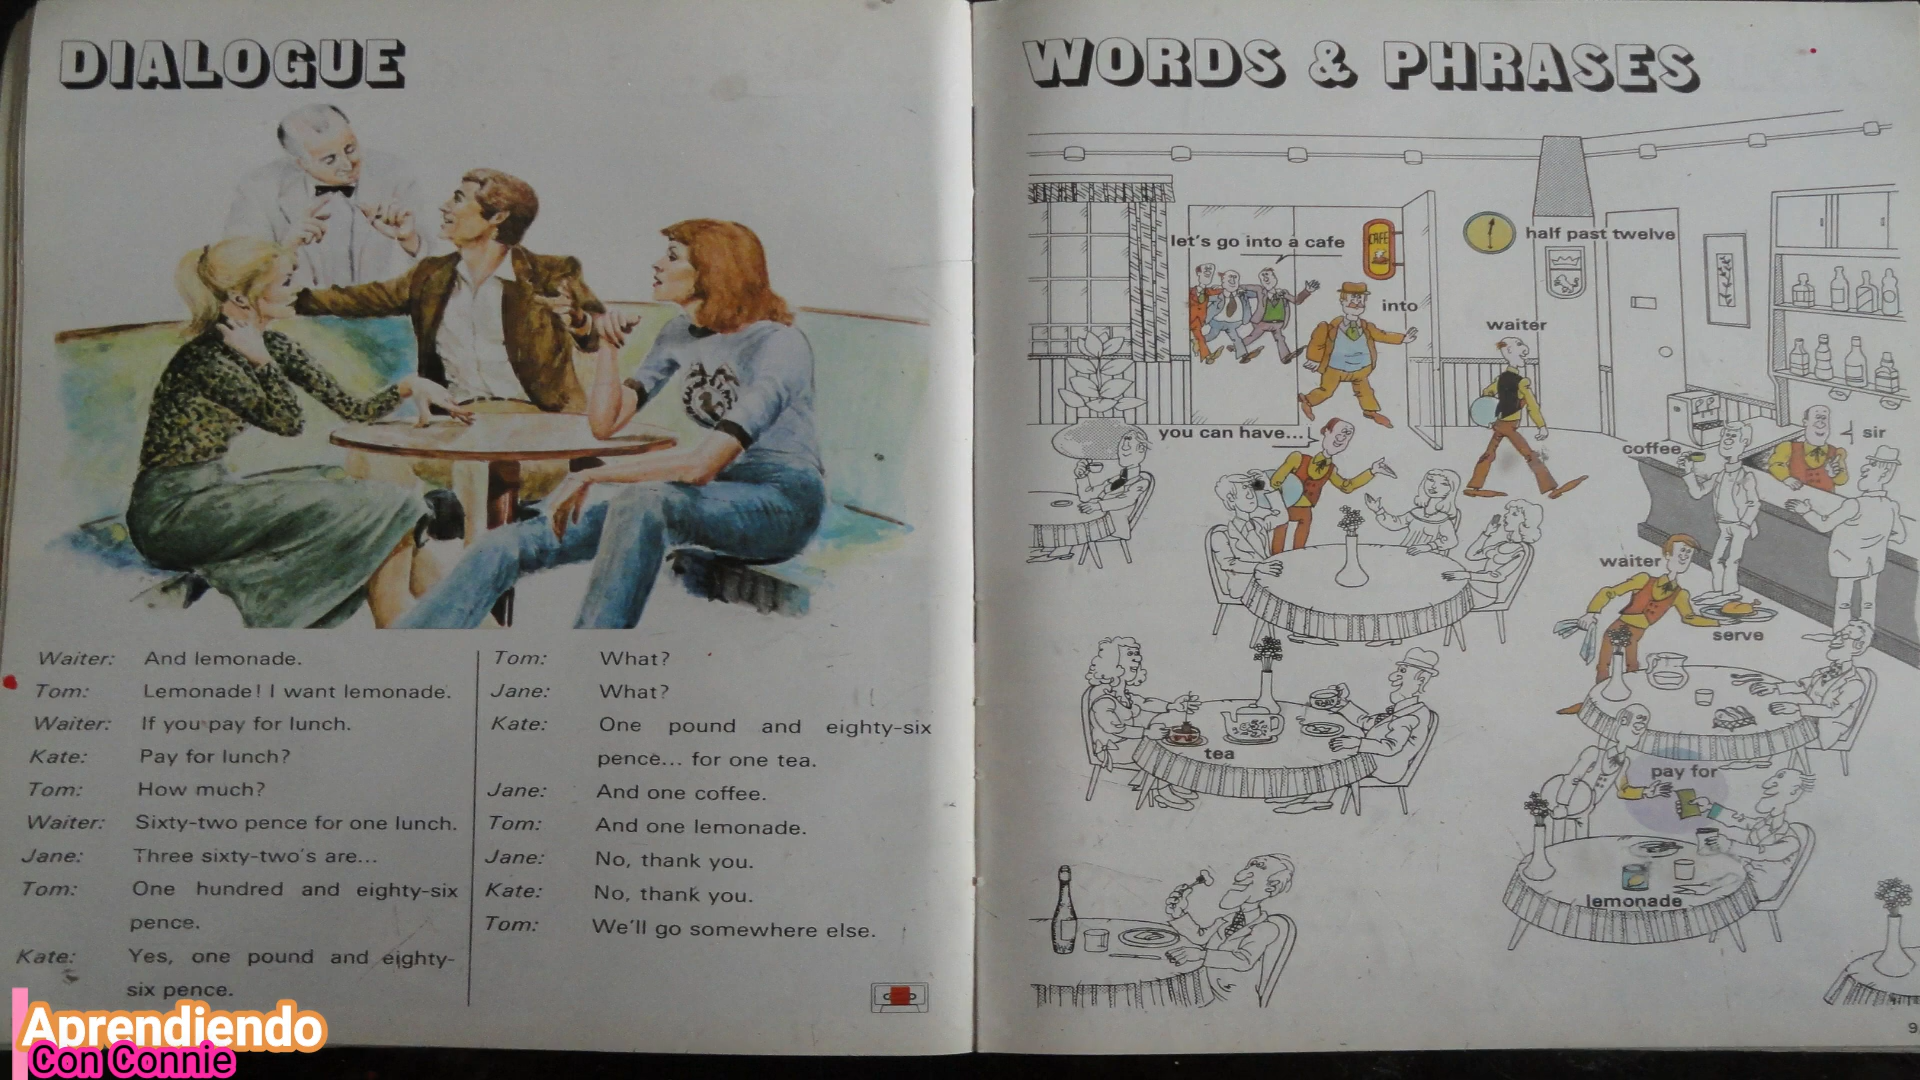 DIALOGUE
Waiter: And lemonade.
Tom: Lemonade! I want lemonade.
Waiter: If you pay for lunch.
Kate: Pay for lunch?
Tom: How much?
Waiter: Sixty-two pence for one lunch.
Jane: Three sixty-two's are...
Tom: One hundred and eighty-six
pence.
Kate: Yes, one pound and eighty-
six pence.
Tom: What?
Jane: What?
Kate: One pound and eighty-six
pence... for one tea.
Jane: And one coffee.
Tom: And one lemonade.
Jane: No, thank you.
Kate: No, thank you.
Tom: We'll go somewhere else.
Aprendiendo
Con Connie
WORDS & PHRASES
let's go into a cafe
CAFE
half past twelve
into
waiter
you can have...
coffee
sir
waiter
serve
tea
pay for
lemonade
9